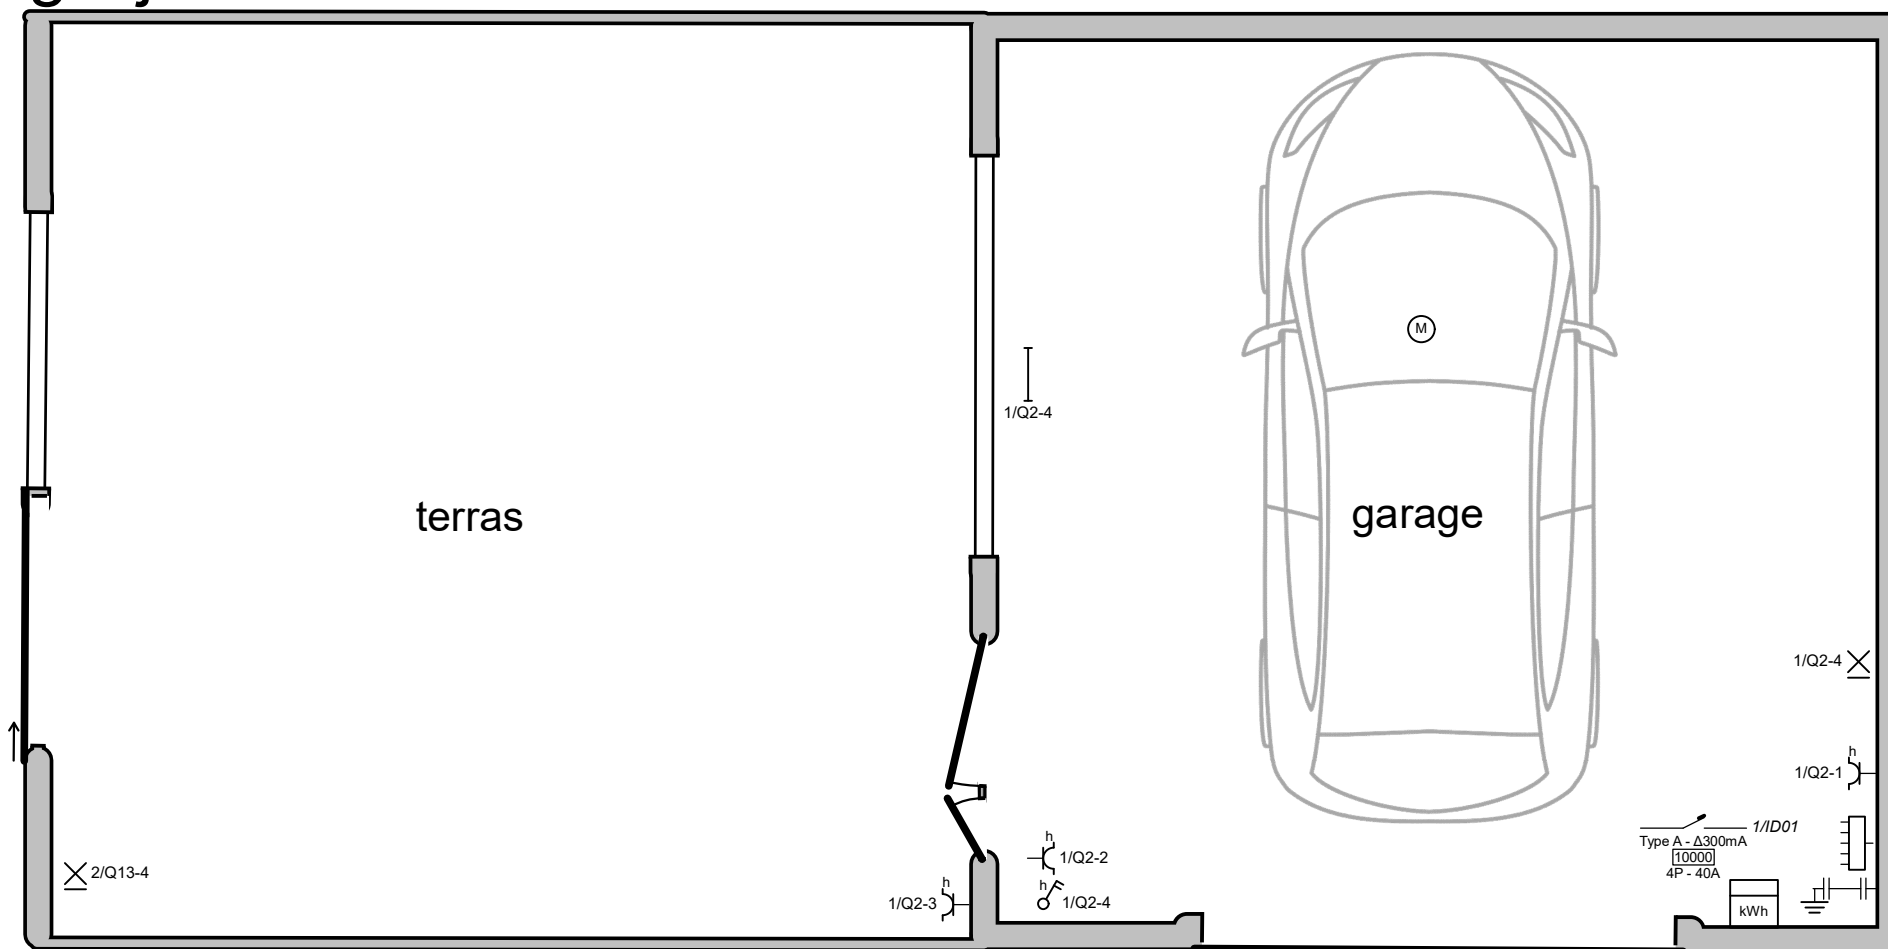 M
1/Q2-4
terras
garage
1/Q2-4
h
1/Q2-1
1/ID01
Type A - Δ300mA
10000
4P - 40A
h
1/Q2-2
2/Q13-4
h
1/Q2-3
h
1/Q2-4
kWh